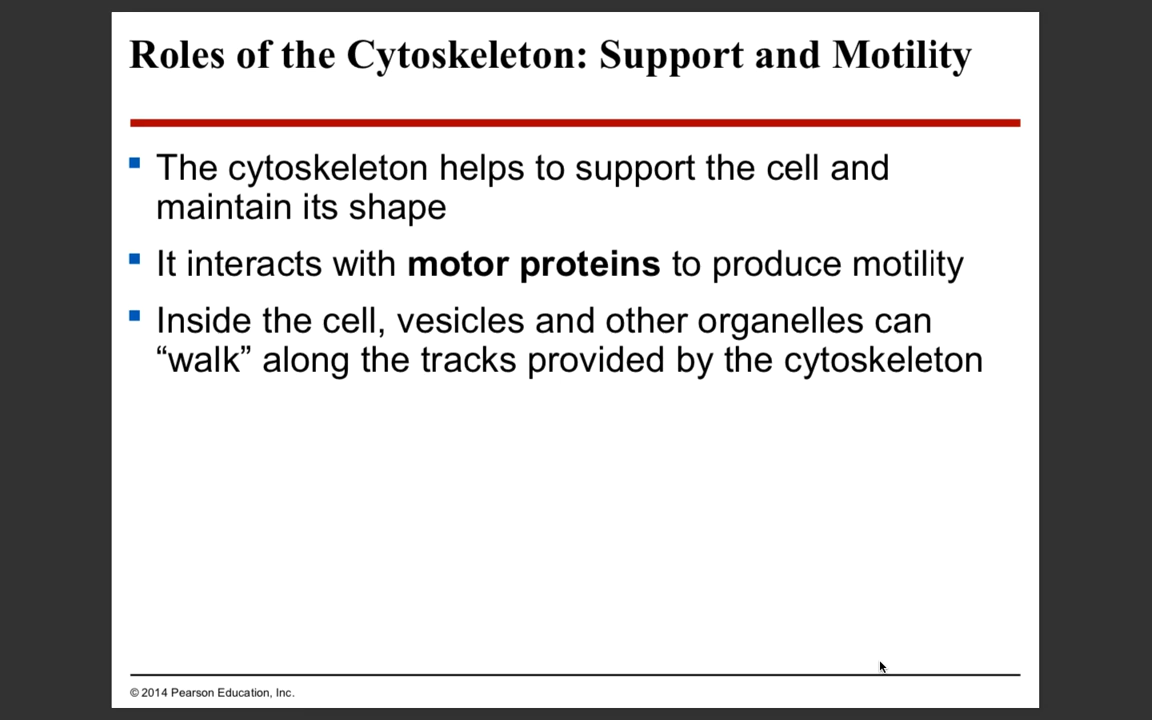 Roles of the Cytoskeleton: Support and Motility
The cytoskeleton helps to support the cell and
maintain its shape
It interacts with motor proteins to produce motility
Inside the cell, vesicles and other organelles can
“walk” along the tracks provided by the cytoskeleton
© 2014 Pearson Education, Inc.